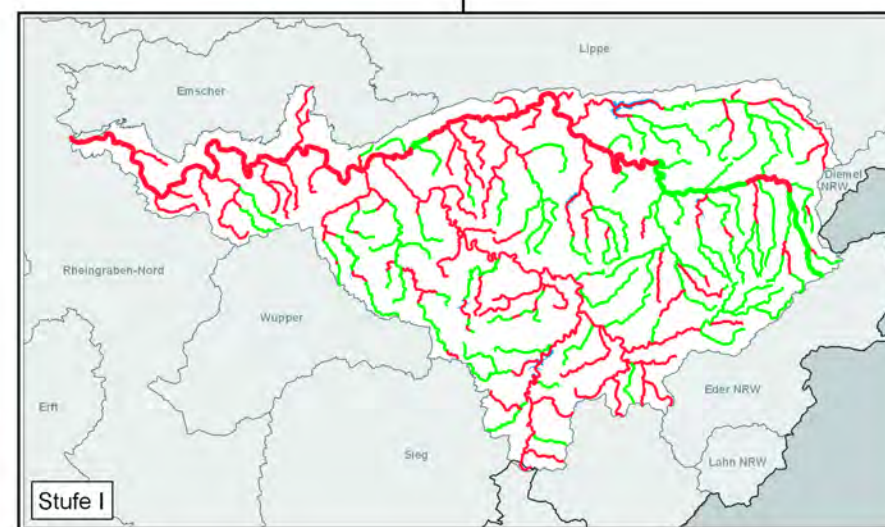 Lippe
Emscher
Diemel
NRW
Rheingraben-Nord
Wupper
Eder NRW
Erft
Sieg
Lahn NRW
Stufe I